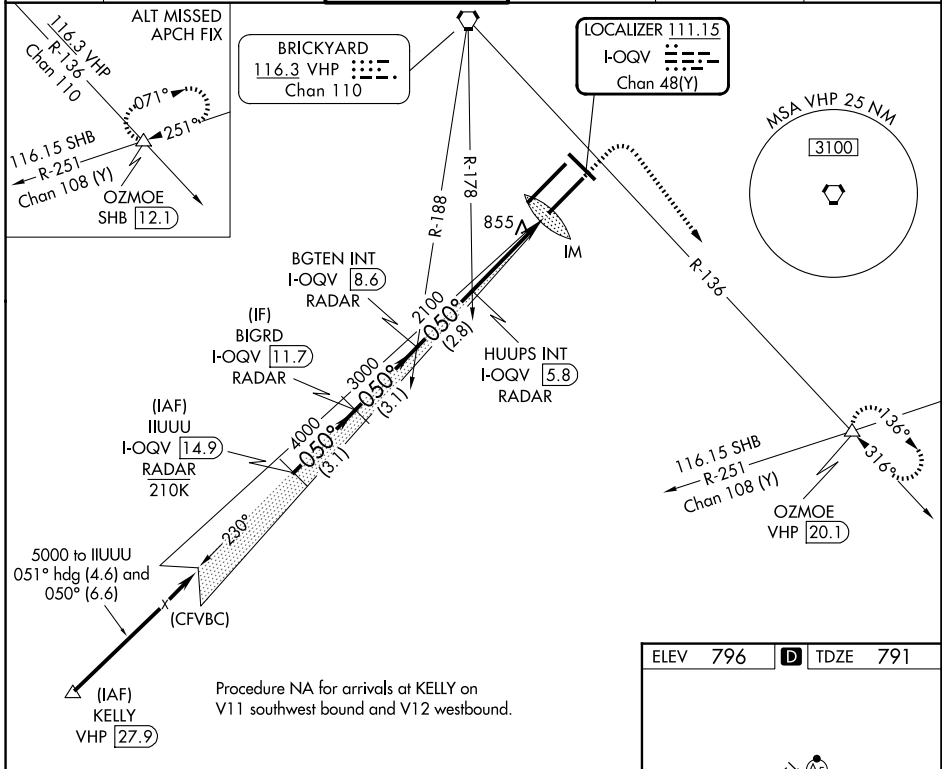 ALT MISSED
APCH FIX
116.3 VHP
R-136
Chan 110
071°
251°
116.15 SHB
R-251
Chan 108 (Y)
OZMOE
SHB 12.1
BRICKYARD
116.3 VHP
Chan 110
LOCALIZER 111.15
I-OQV
Chan 48(Y)
MSA VHP 25 NM
3100
R-188
R-178
855
IM
R-136
BGTEN INT
I-OQV 8.6
RADAR
2100
050°
(2.8)
HUUPS INT
I-OQV 5.8
RADAR
(IF)
BIGRD
I-OQV 11.7
RADAR
3000
050°
(3.1)
(IAF)
IIUUU
I-OQV 14.9
RADAR
210K
4000
050°
(3.1)
230°
136°
316°
116.15 SHB
R-251
Chan 108 (Y)
OZMOE
VHP 20.1
5000 to IIUUU
051° hdg (4.6) and
050° (6.6)
X
(CFVBC)
(IAF)
KELLY
VHP 27.9
Procedure NA for arrivals at KELLY on
V11 southwest bound and V12 westbound.
ELEV 796 D TDZE 791